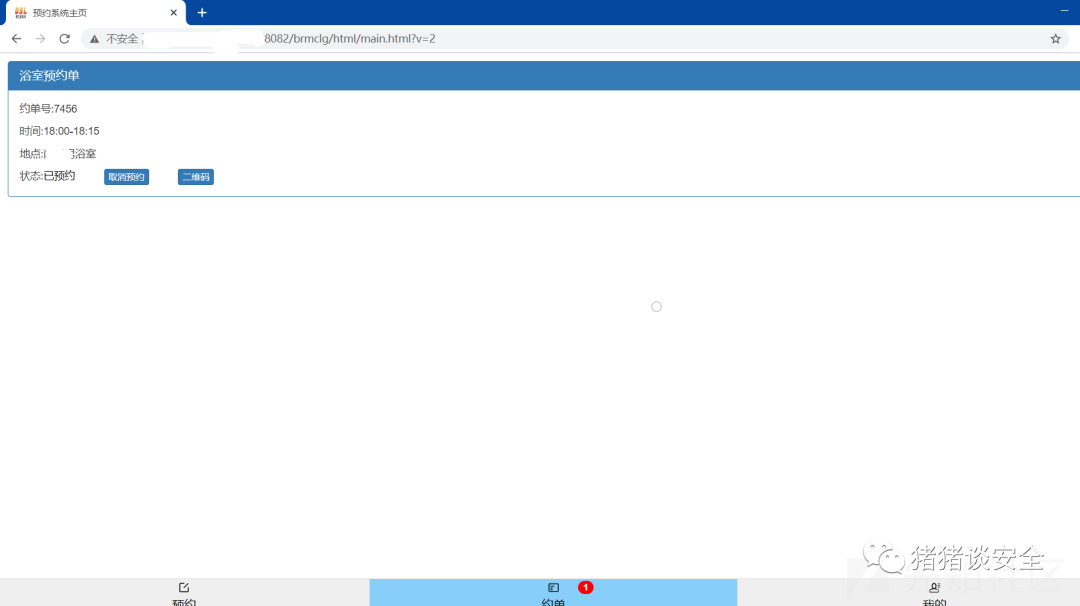 预约系统主页
不安全
8082/brmclg/html/main.html?v=2
浴室预约单
约单号:7456
时间:18:00-18:15
地点: 浴室
状态:已预约 取消预约 二维码
猪猪谈安全
预约 约单 1 我的